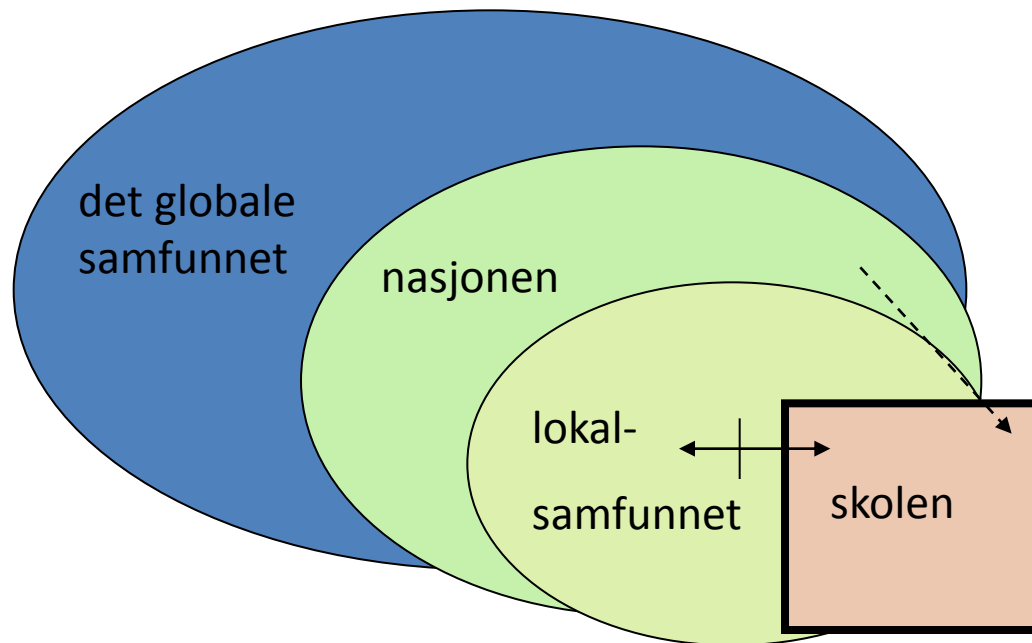 det globale
samfunnet
nasjonen
lokal-
samfunnet
skolen